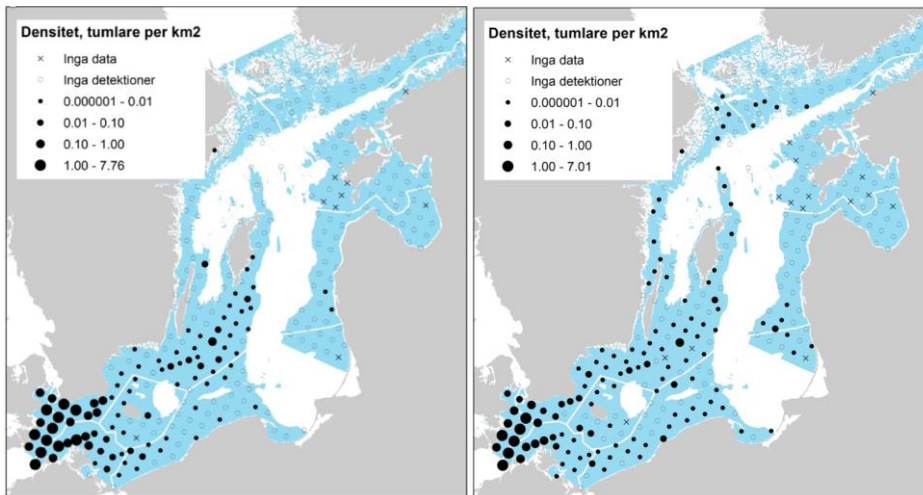 Densitet, tumlare per km2
Inga data
Inga detektioner
0.000001 - 0.01
0.01 - 0.10
0.10 - 1.00
1.00 - 7.76
Densitet, tumlare per km2
Inga data
Inga detektioner
0.000001 - 0.01
0.01 - 0.10
0.10 - 1.00
1.00 - 7.01